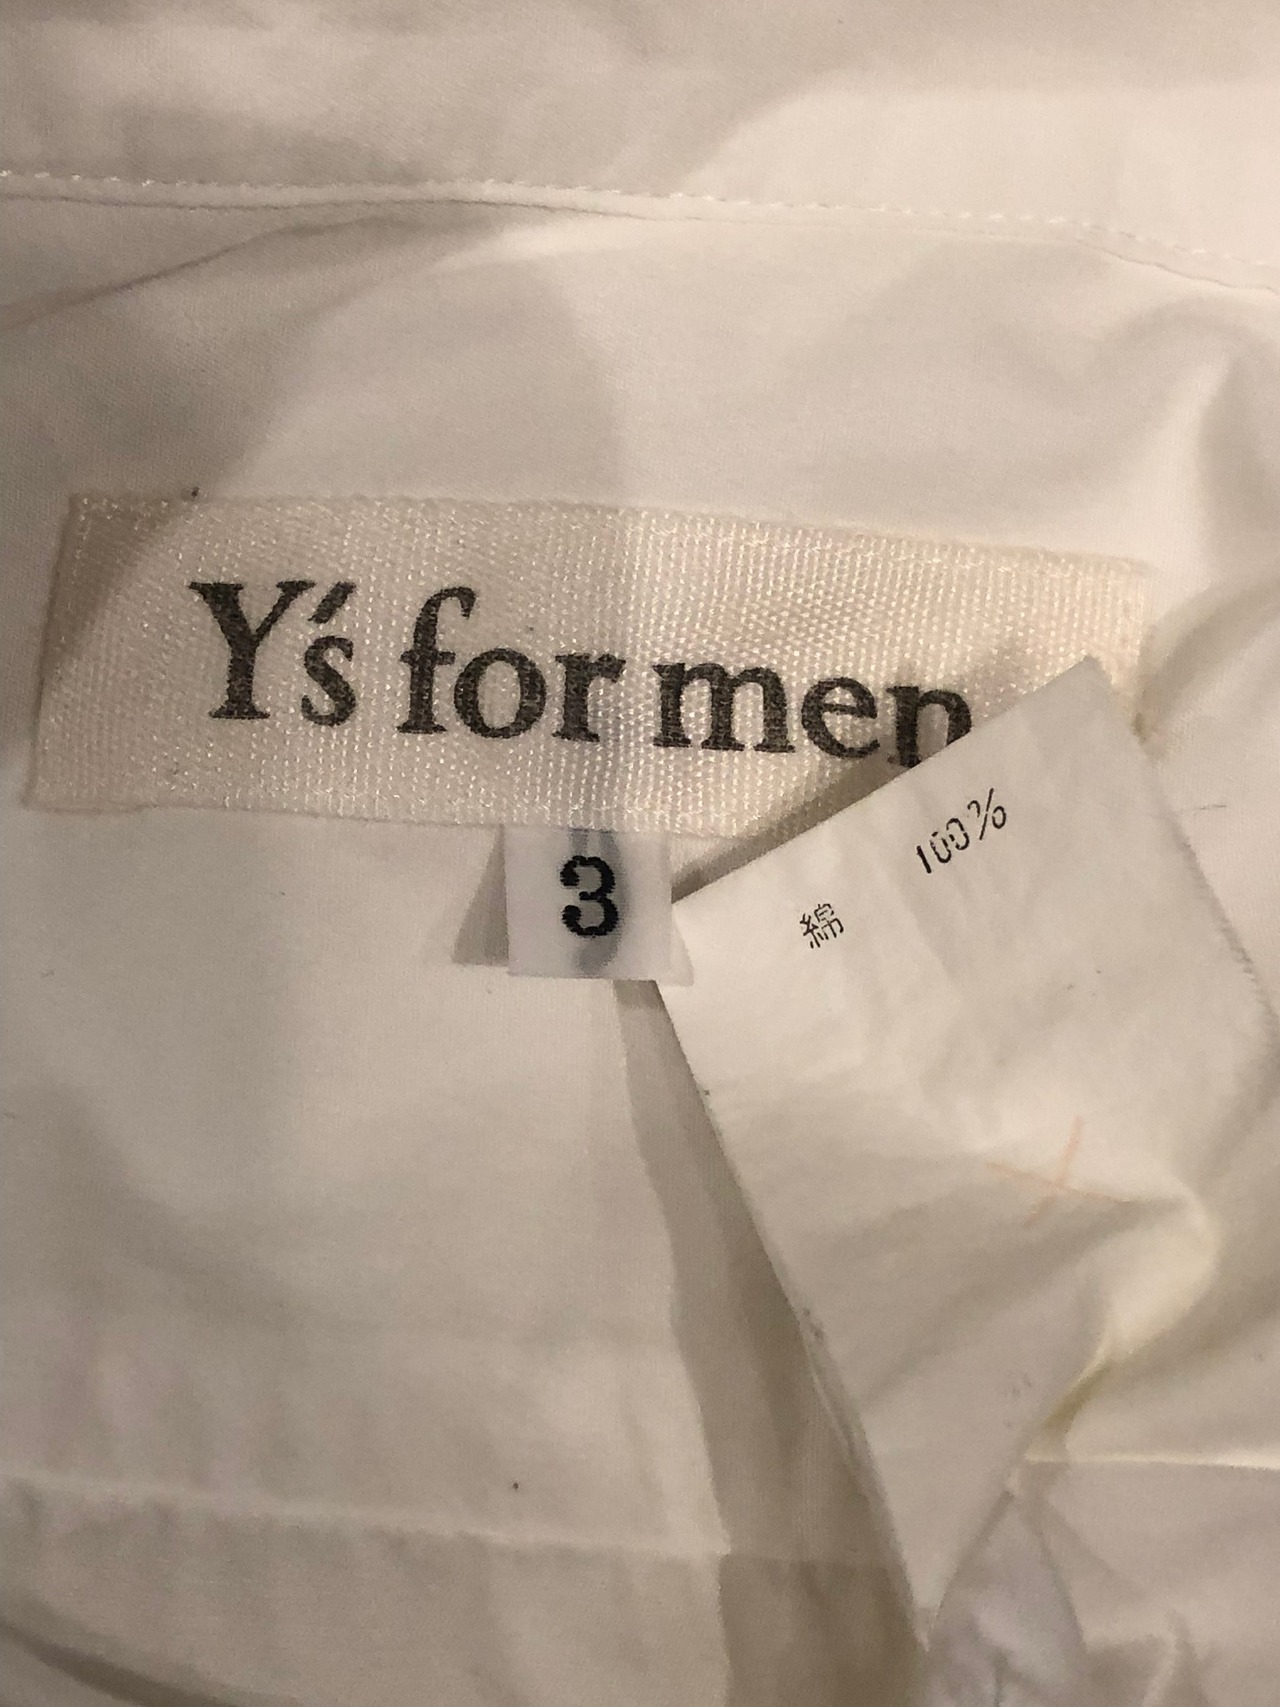 Y's for men
3
綿 100%